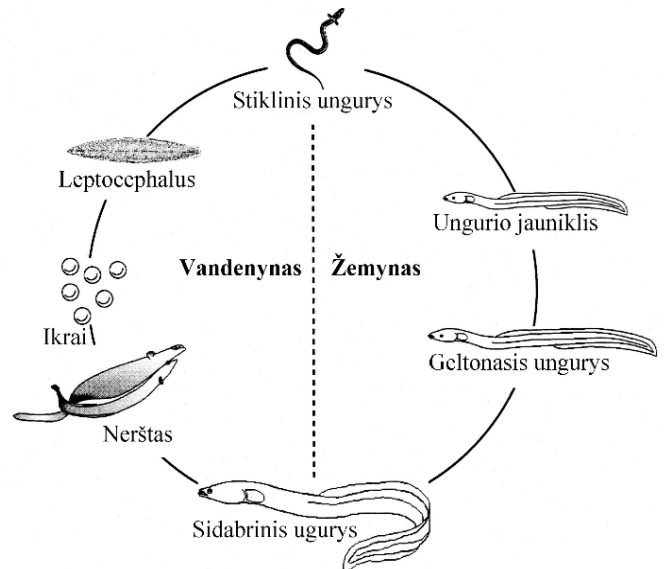 Stiklinis ungurys
Leptocephalus
Ungurio jauniklis
Vandenynas
Žemynas
Ikrai
Geltonasis ungurys
Nerštas
Sidabrinis ugurys